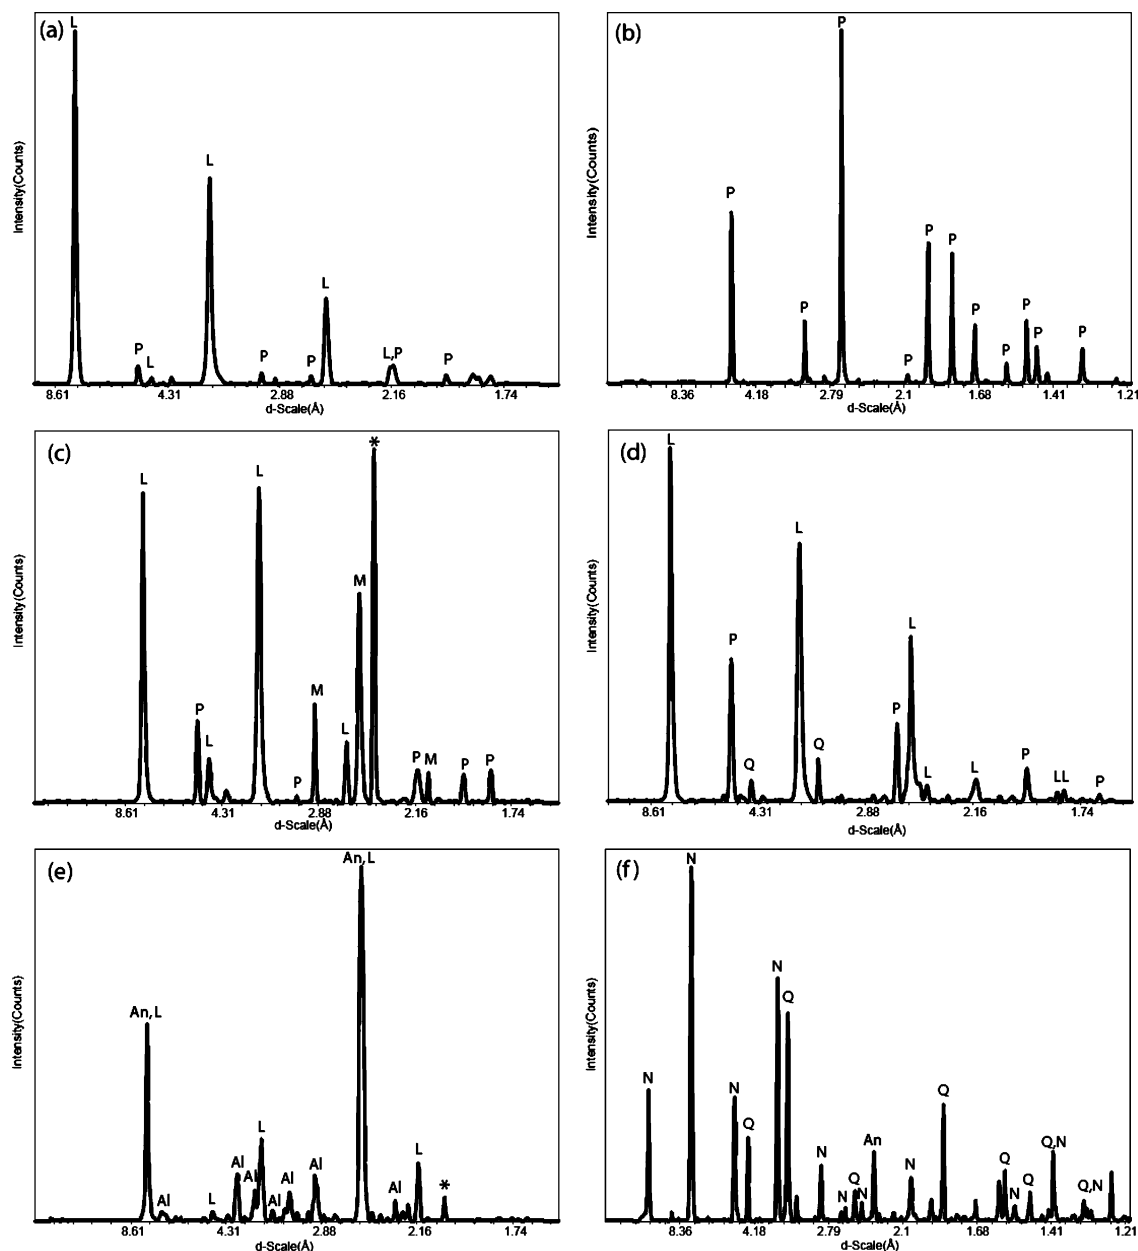 (a)
L
L
L
P
L
P
P
L,P
P
Intensity(Counts)
8.61 4.31 2.88 2.16 1.74
d-Scale(Å)
(b)
P
P
P
P
P
P
P
P
P
P
P
Intensity(Counts)
8.36 4.18 2.79 2.1 1.68 1.41 1.21
d-Scale(Å)
(c)
*
L
L
M
P
M
L
L
P
P M
P
P
Intensity(Counts)
8.61 4.31 2.88 2.16 1.74
d-Scale(Å)
(d)
L
L
L
P
P
Q
Q
L
L
P
LL
P
Intensity(Counts)
8.61 4.31 2.88 2.16 1.74
d-Scale(Å)
(e)
An,L
An,L
L
Al
Al
Al
Al
L
Al
L
Al
Al
*
Intensity(Counts)
8.61 4.31 2.88 2.16 1.74
d-Scale(Å)
(f)
N
N
Q
N
N
Q
Q
An
N
N
Q
N
N
Q
Q
N
Q,N
Q,N
Intensity(Counts)
8.36 4.18 2.79 2.1 1.68 1.41 1.21
d-Scale(Å)